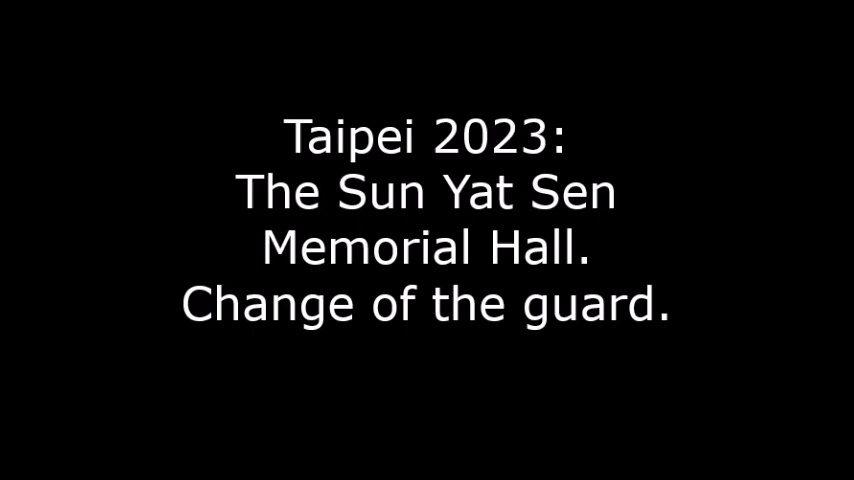 Taipei 2023:
The Sun Yat Sen
Memorial Hall.
Change of the guard.